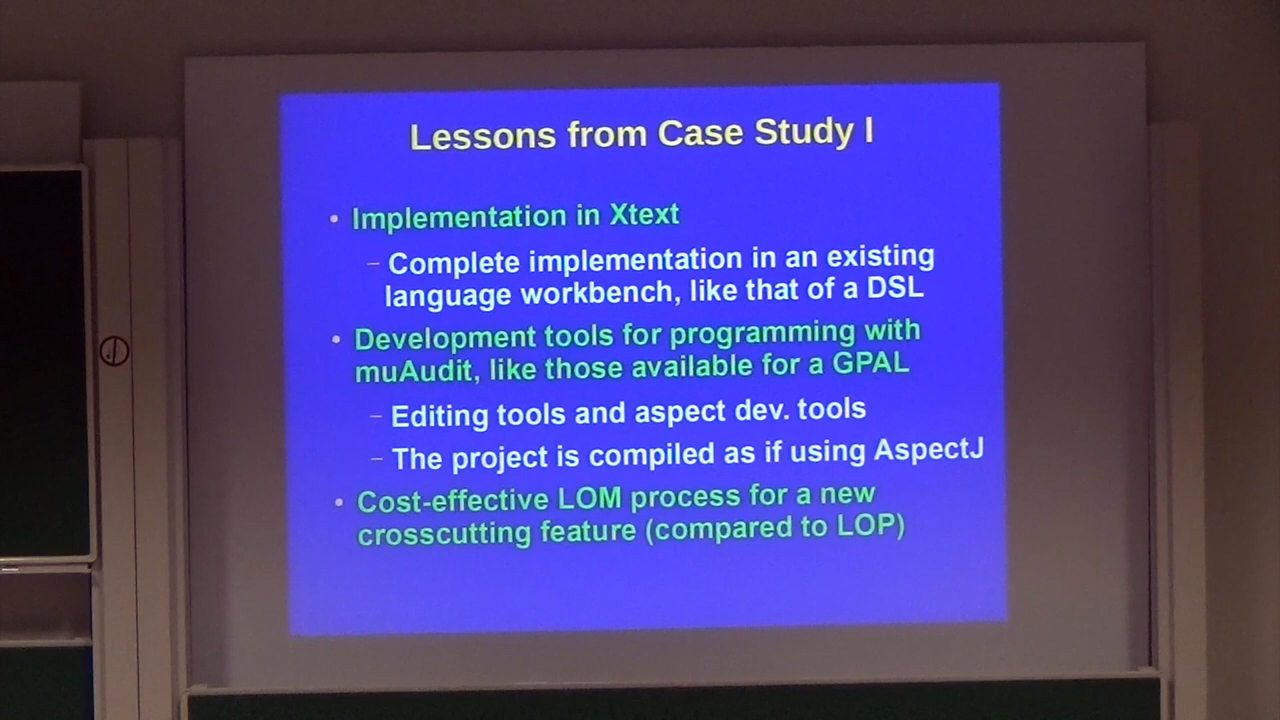 Lessons from Case Study I
• Implementation in Xtext
– Complete implementation in an existing
language workbench, like that of a DSL
• Development tools for programming with
muAudit, like those available for a GPAL
– Editing tools and aspect dev. tools
– The project is compiled as if using AspectJ
• Cost-effective LOM process for a new
crosscutting feature (compared to LOP)